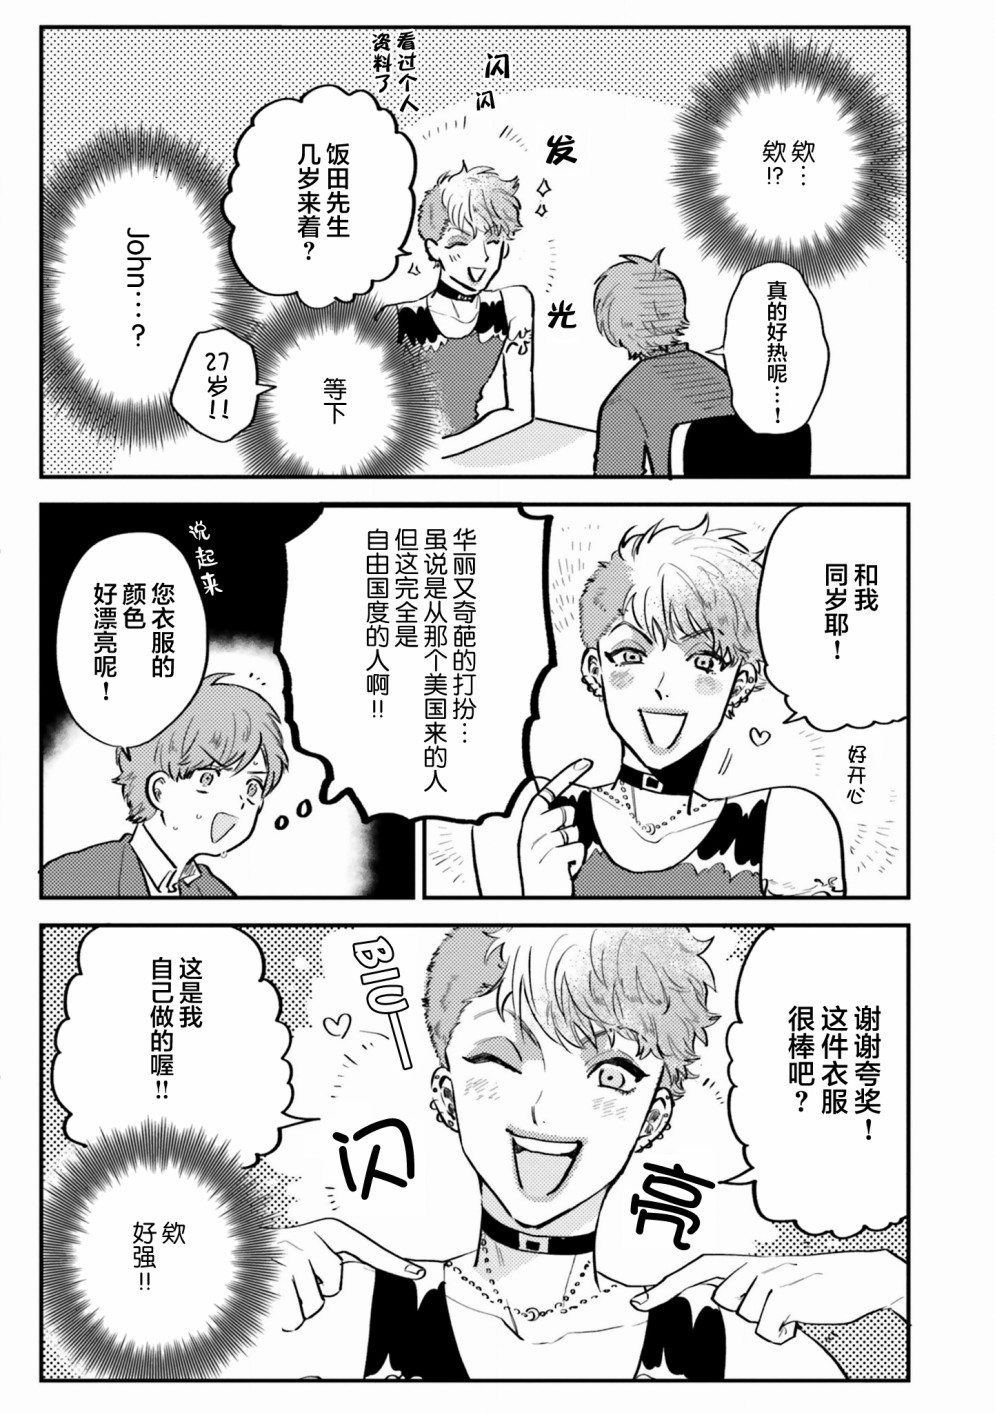 欸…
欸!?
真的好热呢…！
发
光
闪
闪
看过个人
资料了
饭田先生
几岁来着？
等下
27
岁！！
John…？
和我
同岁耶！
好开心
华丽又奇葩的打扮…
虽说是从那个美国来的人
但这完全是
自由国度的人啊!!
说起来
您衣服的
颜色
好漂亮呢！
谢谢夸奖！
这件衣服
很棒吧？
BIU—
闪
亮
这是我
自己做的喔!!
欸
好强!!